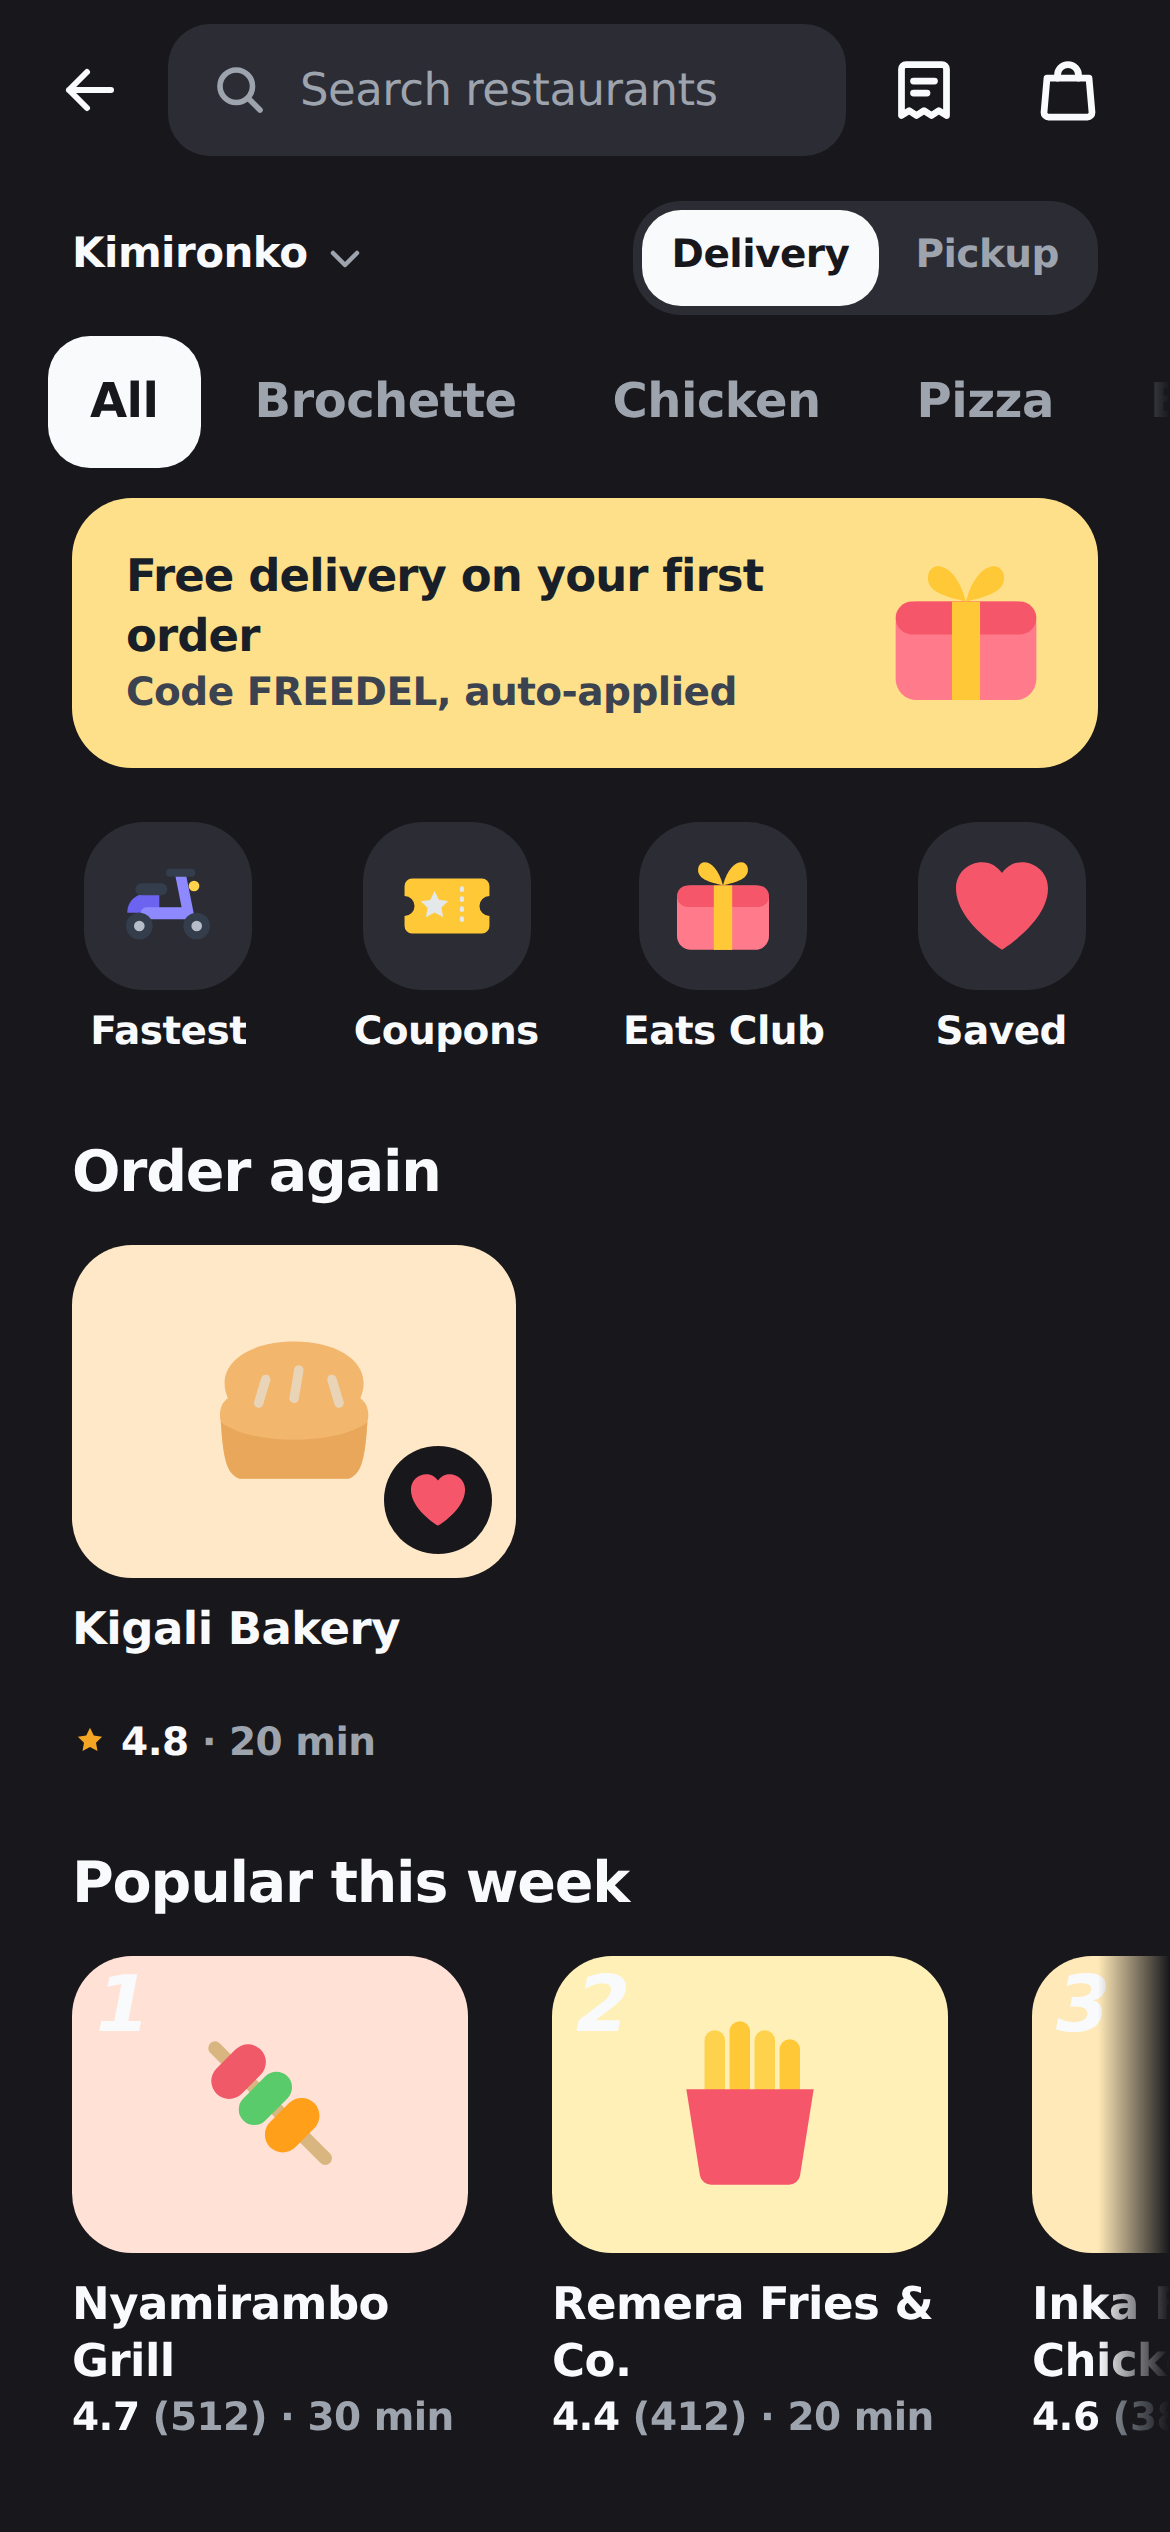 Search restaurants
Kimironko
Delivery
Pickup
All
Brochette
Chicken
Pizza
Free delivery on your first
order
Code FREEDEL, auto-applied
Fastest
Coupons
Eats Club
Saved
Order again
Kigali Bakery
4.8 · 20 min
Popular this week
1
2
3
Nyamirambo
Grill
4.7 (512) · 30 min
Remera Fries &
Co.
4.4 (412) · 20 min
Inka
4.6